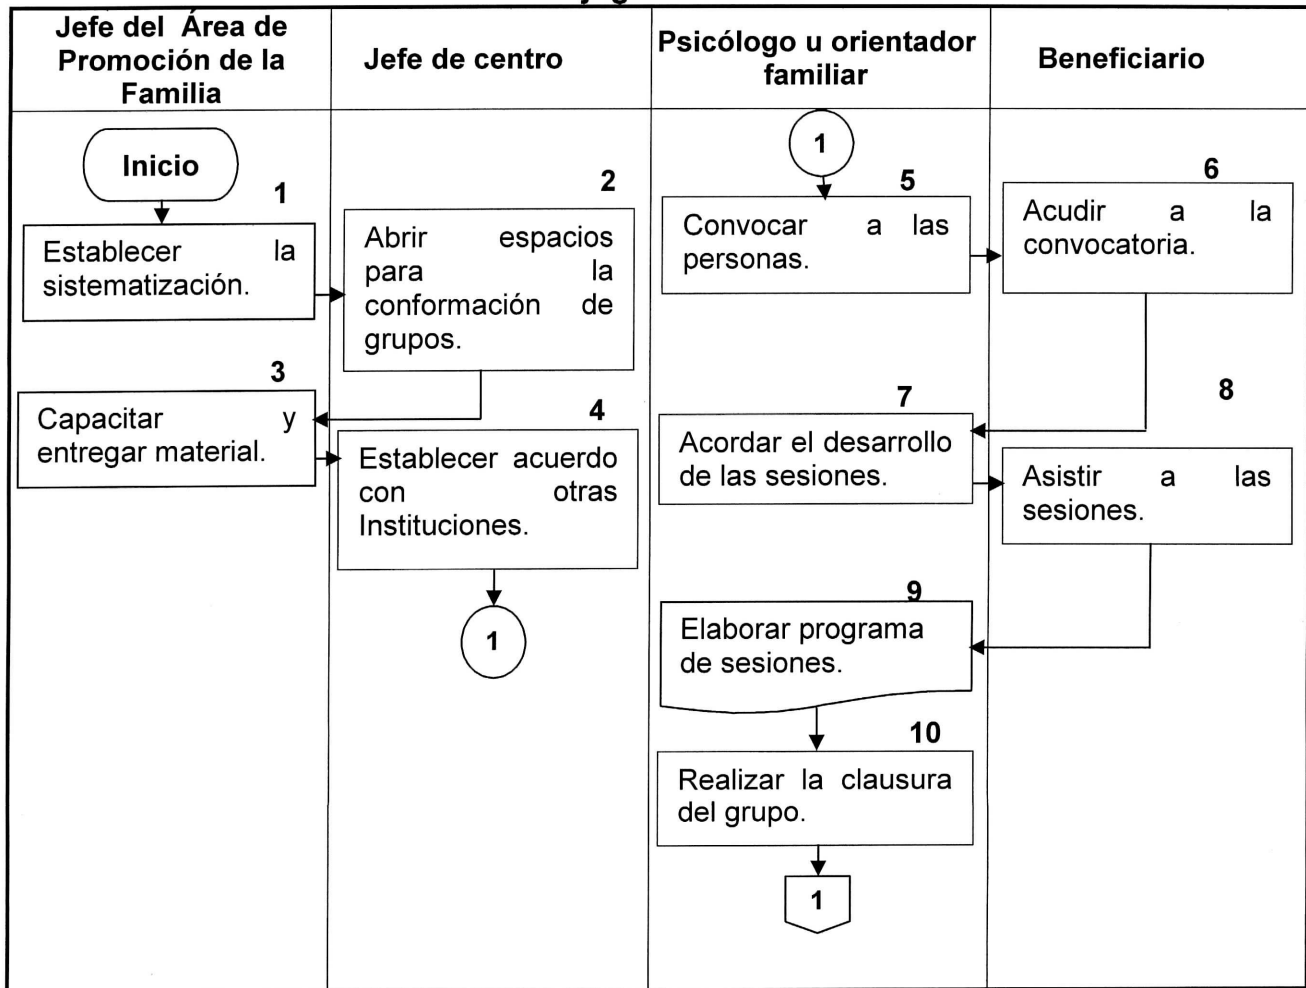 Jefe del Área de
Promoción de la
Familia
Jefe de centro
Psicólogo u orientador
familiar
Beneficiario
Inicio
1
Establecer la
sistematización.
2
Abrir espacios
para la
conformación de
grupos.
3
Capacitar y
entregar material.
4
Establecer acuerdo
con otras
Instituciones.
1
1
5
Convocar a las
personas.
6
Acudir a la
convocatoria.
7
Acordar el desarrollo
de las sesiones.
8
Asistir a las
sesiones.
9
Elaborar programa
de sesiones.
10
Realizar la clausura
del grupo.
1